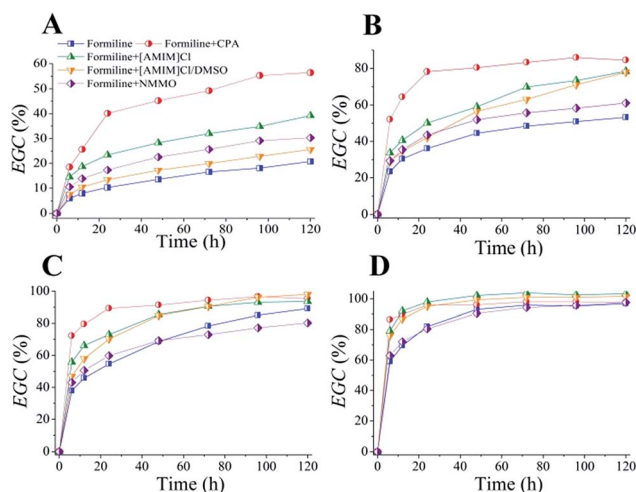 A
Formiline Formiline+CPA
Formiline+[AMIM]Cl
Formiline+[AMIM]Cl/DMSO
Formiline+NMMO
EGC (%)
60
50
40
30
20
10
0
0 20 40 60 80 100 120
Time (h)
B
EGC (%)
100
80
60
40
20
0
0 20 40 60 80 100 120
Time (h)
C
EGC (%)
100
80
60
40
20
0
0 20 40 60 80 100 120
Time (h)
D
EGC (%)
100
80
60
40
20
0
0 20 40 60 80 100 120
Time (h)